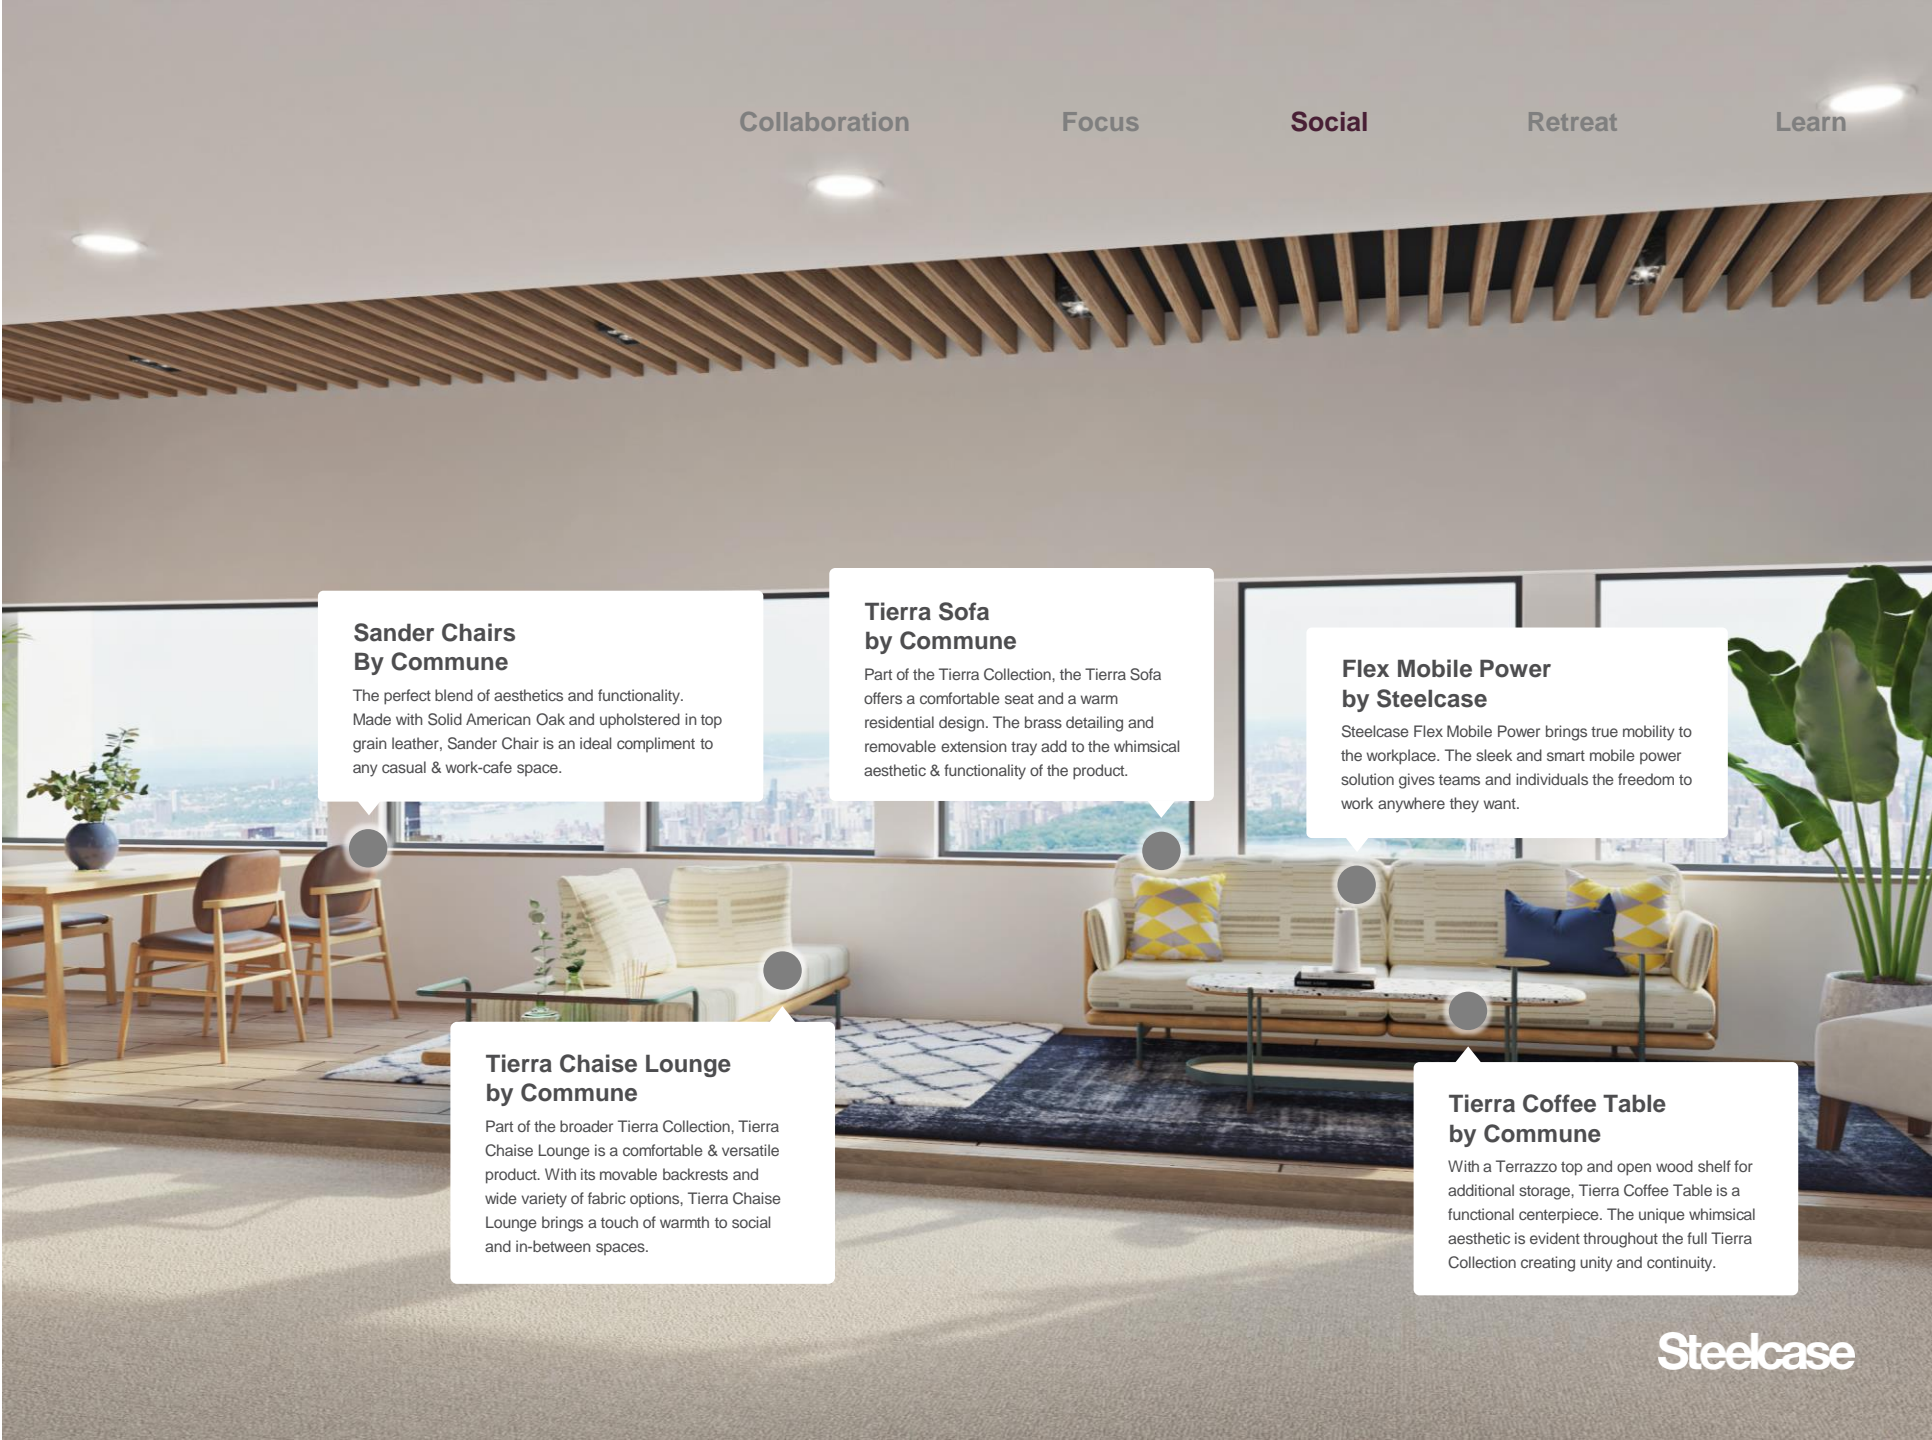 Collaboration
Focus
Social
Retreat
Learn
Sander Chairs
By Commune
The perfect blend of aesthetics and functionality.
Made with Solid American Oak and upholstered in top
grain leather, Sander Chair is an ideal compliment to
any casual & work-cafe space.
Tierra Sofa
by Commune
Part of the Tierra Collection, the Tierra Sofa
offers a comfortable seat and a warm
residential design. The brass detailing and
removable extension tray add to the whimsical
aesthetic & functionality of the product.
Flex Mobile Power
by Steelcase
Steelcase Flex Mobile Power brings true mobility to
the workplace. The sleek and smart mobile power
solution gives teams and individuals the freedom to
work anywhere they want.
Tierra Chaise Lounge
by Commune
Part of the broader Tierra Collection, Tierra
Chaise Lounge is a comfortable & versatile
product. With its movable backrests and
wide variety of fabric options, Tierra Chaise
Lounge brings a touch of warmth to social
and in-between spaces.
Tierra Coffee Table
by Commune
With a Terrazzo top and open wood shelf for
additional storage, Tierra Coffee Table is a
functional centerpiece. The unique whimsical
aesthetic is evident throughout the full Tierra
Collection creating unity and continuity.
Steelcase